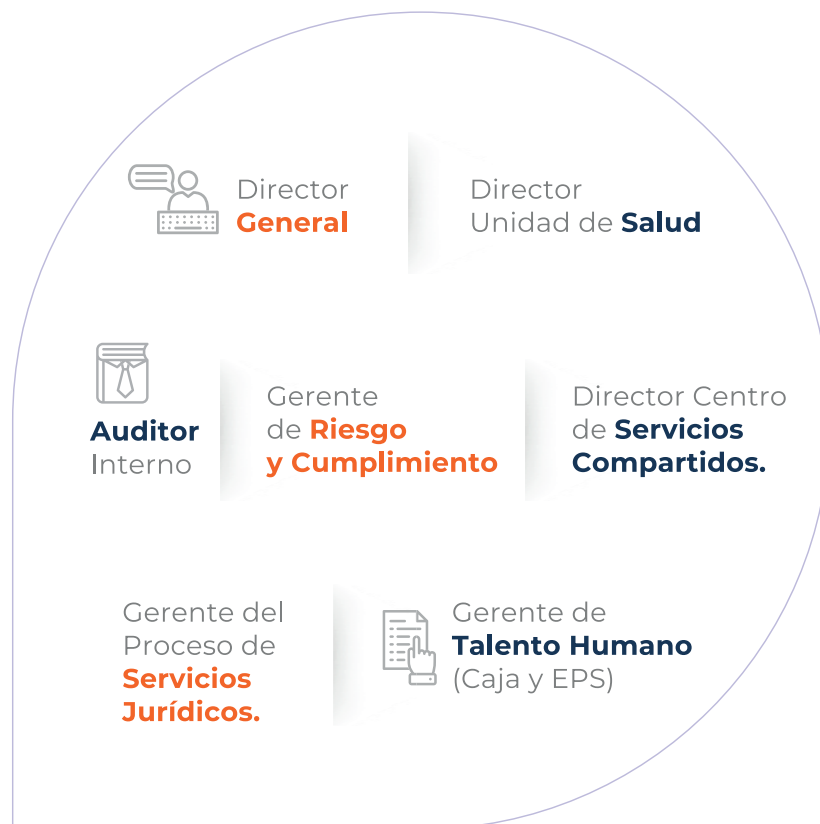 Director
General
Director
Unidad de Salud
Auditor
Interno
Gerente
de Riesgo
y Cumplimiento
Director Centro
de Servicios
Compartidos.
Gerente del
Proceso de
Servicios
Jurídicos.
Gerente de
Talento Humano
(Caja y EPS)